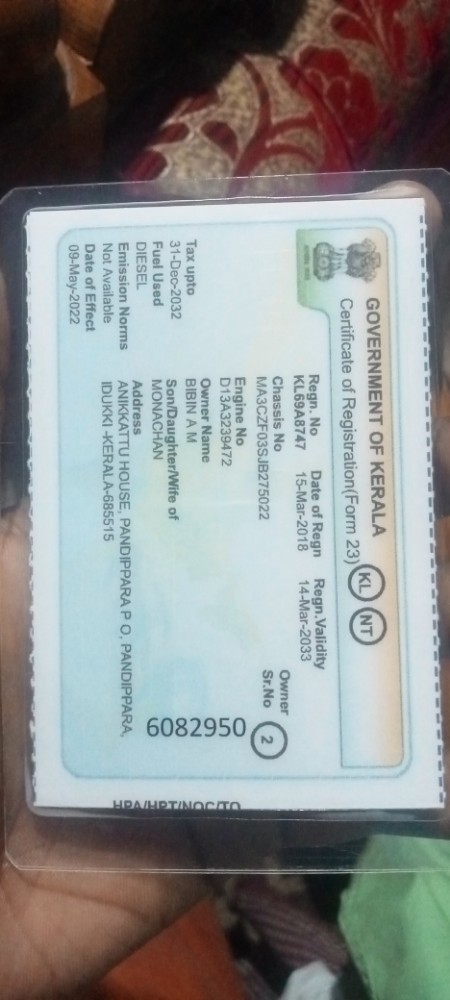 GOVERNMENT OF KERALA
Certificate of Registration(Form 23)
KL NT
Regn. No Date of Regn Regn.Validity
KL69A8747 15-Mar-2018 14-Mar-2033
Chassis No
MA3CZF03SJB275022
Owner
Sr.No 2
Engine No
D13A3239472
Owner Name
BIBIN A M
6082950
Tax upto
31-Dec-2032
Son/Daughter/Wife of
MONACHAN
Fuel Used
DIESEL
Address
ANIKKATTU HOUSE, PANDIPPARA P O, PANDIPPARA,
IDUKKI -KERALA-685515
Emission Norms
Not Available
Date of Effect
09-May-2022
HPA/HPT/NOC/TO